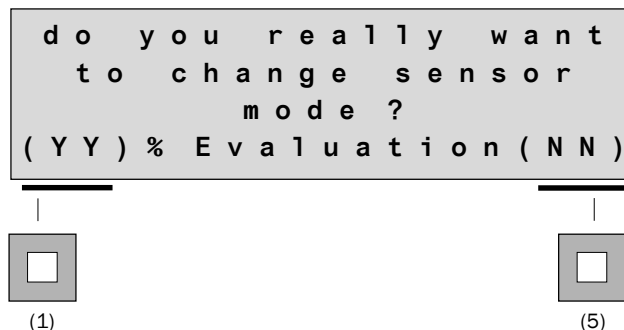 do you really want
to change sensor
mode ?
(YY)% Evaluation(NN)
(1) (5)